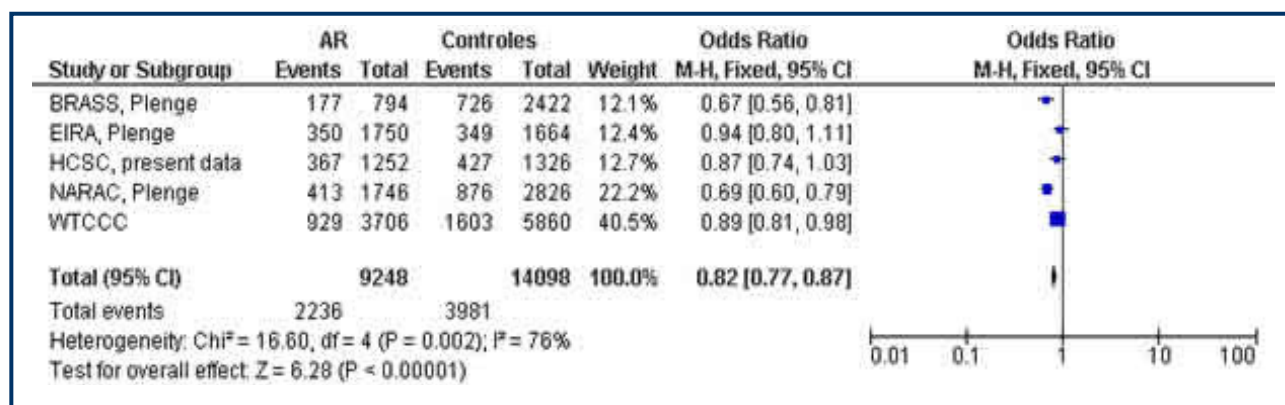 AR Controles Odds Ratio Odds Ratio
Study or Subgroup Events Total Events Total Weight M-H, Fixed, 95% CI M-H, Fixed, 95% CI
BRASS, Plenge 177 794 726 2422 12.1% 0.67 [0.56, 0.81]
EIRA, Plenge 350 1750 349 1664 12.4% 0.94 [0.80, 1.11]
HCSC, present data 367 1252 427 1326 12.7% 0.87 [0.74, 1.03]
NARAC, Plenge 413 1746 876 2826 22.2% 0.69 [0.60, 0.79]
WTCCC 929 3706 1603 5860 40.5% 0.89 [0.81, 0.98]
Total (95% CI) 9248 14098 100.0% 0.82 [0.77, 0.87]
Total events 2236 3981
Heterogeneity: Chi² = 16.60, df = 4 (P = 0.002); I² = 76%
Test for overall effect: Z = 6.28 (P < 0.00001)
0.01 0.1 1 10 100